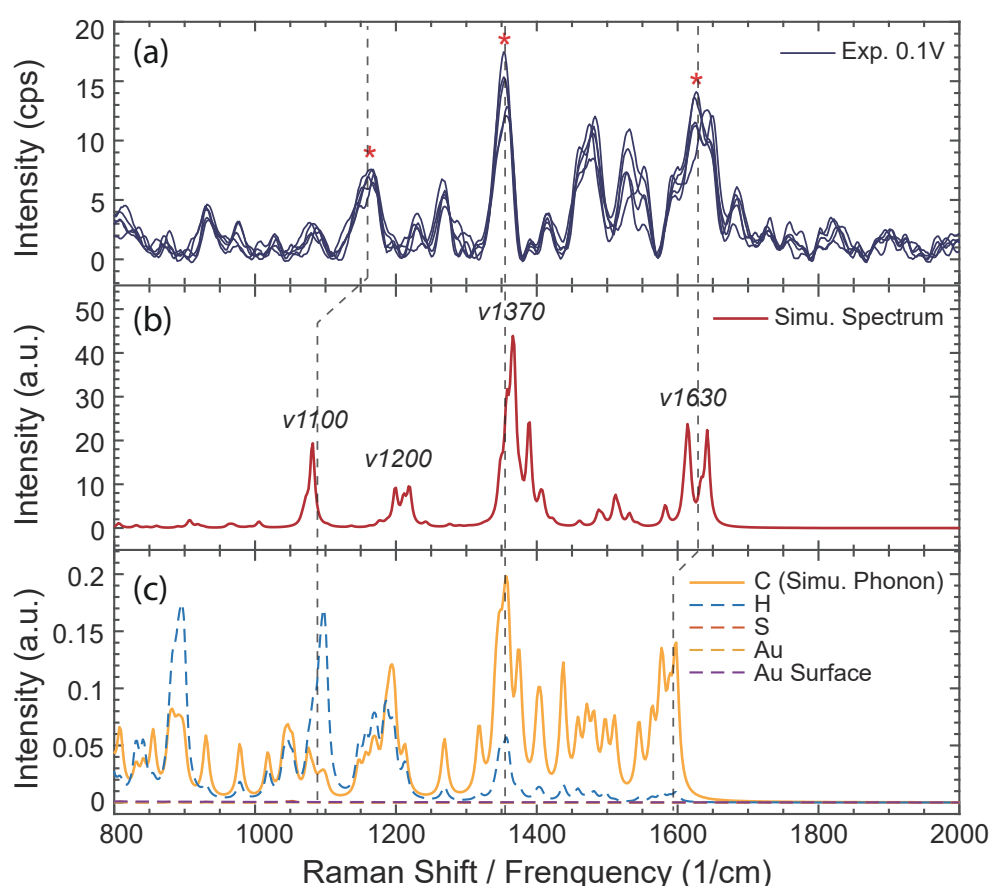 (a)
Exp. 0.1V
Intensity (cps)
20
15
10
5
0
*
*
*
(b)
Simu. Spectrum
Intensity (a.u.)
50
40
30
20
10
0
v1100
v1200
v1370
v1630
(c)
C (Simu. Phonon)
H
S
Au
Au Surface
Intensity (a.u.)
0.2
0.15
0.1
0.05
0
800 1000 1200 1400 1600 1800 2000
Raman Shift / Frenquency (1/cm)